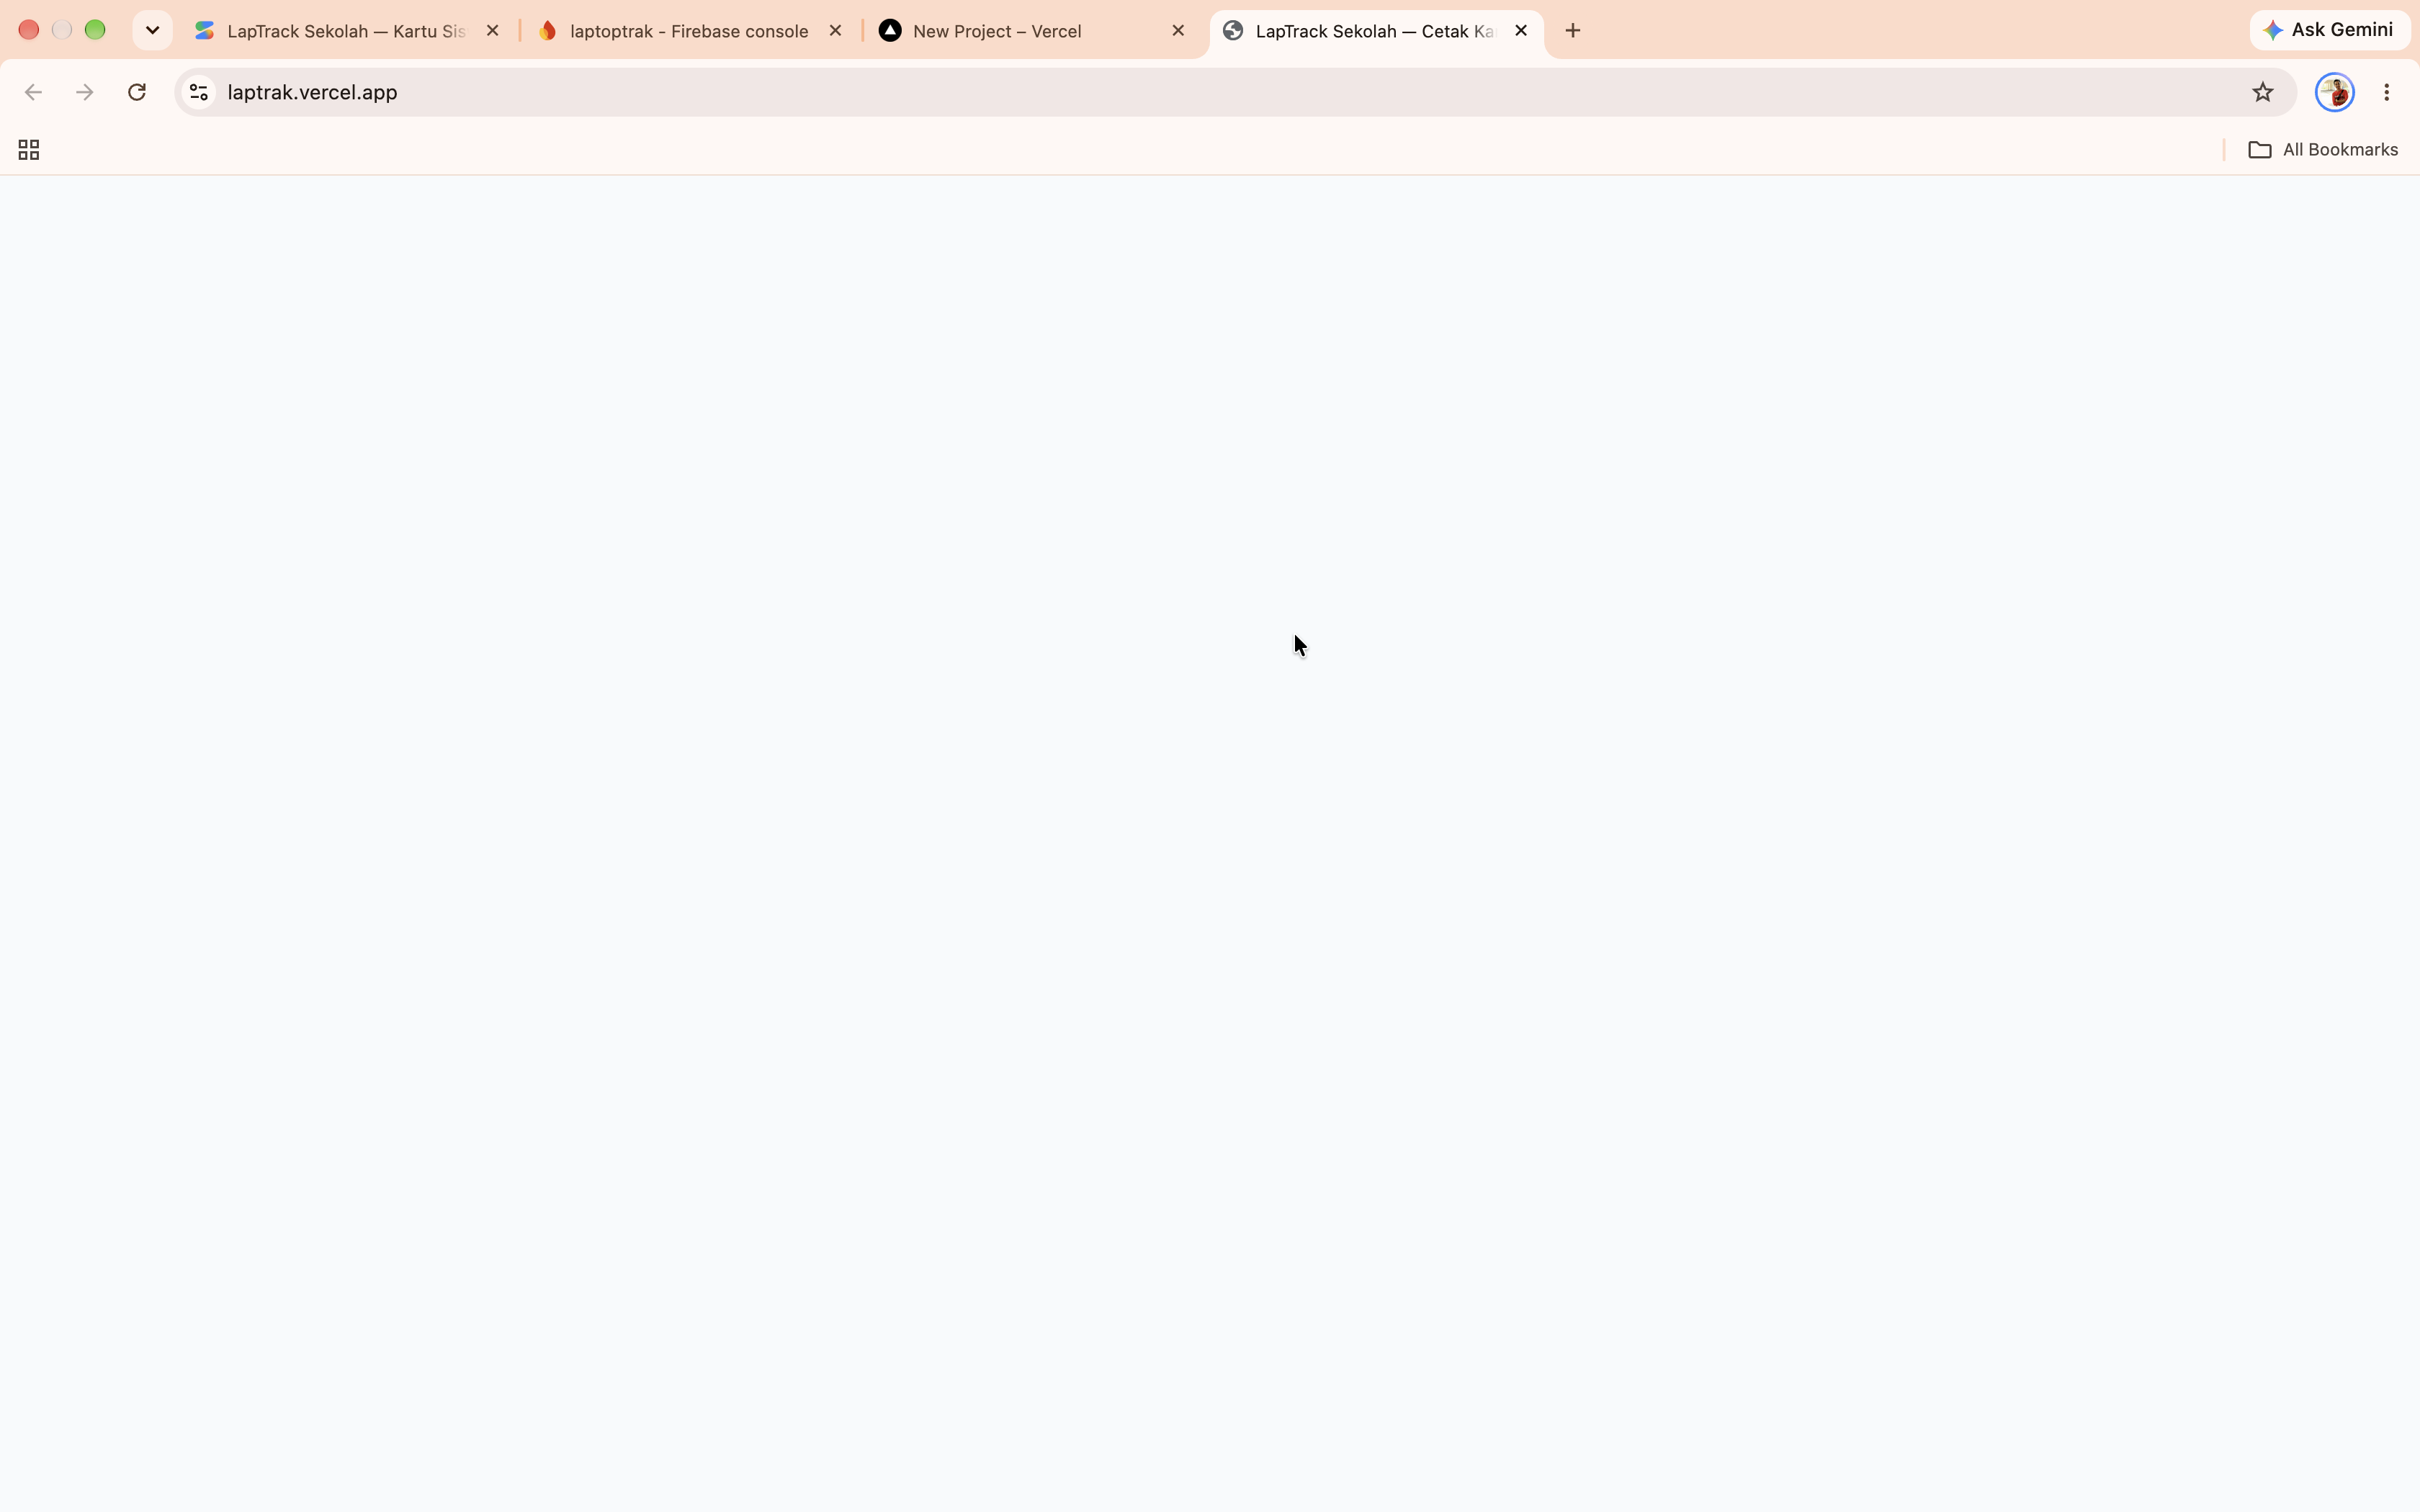 LapTrack Sekolah — Kartu Sis
laptoptrak - Firebase console
New Project – Vercel
LapTrack Sekolah — Cetak Ka
Ask Gemini
laptrak.vercel.app
All Bookmarks